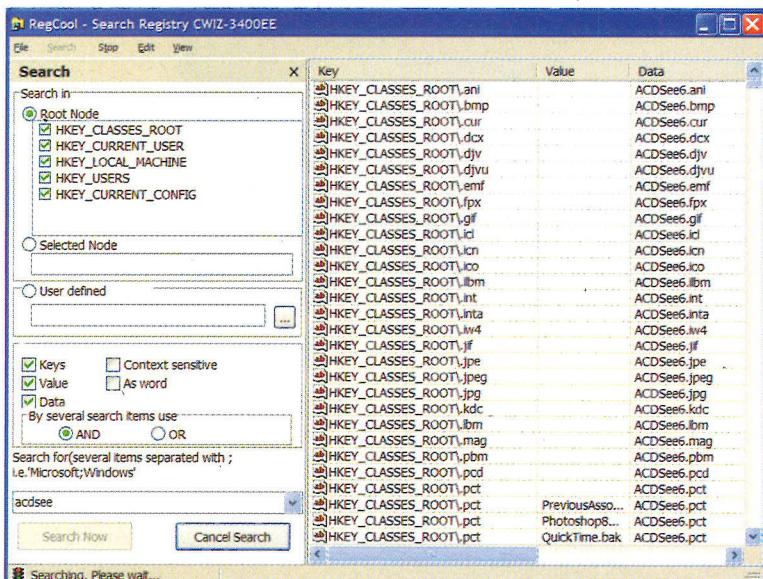 RegCool - Search Registry CWIZ-3400EE
File Search Stop Edit View
Search
Search in
Root Node
HKEY_CLASSES_ROOT
HKEY_CURRENT_USER
HKEY_LOCAL_MACHINE
HKEY_USERS
HKEY_CURRENT_CONFIG
Selected Node
User defined
...
Keys Context sensitive
Value As word
Data
By several search items use
AND OR
Search for(several items separated with ;
i.e.'Microsoft;Windows'
acdsee
Search Now Cancel Search
Searching. Please wait...
Key Value Data
HKEY_CLASSES_ROOT\.ani ACDSee6.ani
HKEY_CLASSES_ROOT\.bmp ACDSee6.bmp
HKEY_CLASSES_ROOT\.cur ACDSee6.cur
HKEY_CLASSES_ROOT\.dcx ACDSee6.dcx
HKEY_CLASSES_ROOT\.djv ACDSee6.djv
HKEY_CLASSES_ROOT\.djvu ACDSee6.djvu
HKEY_CLASSES_ROOT\.emf ACDSee6.emf
HKEY_CLASSES_ROOT\.fpx ACDSee6.fpx
HKEY_CLASSES_ROOT\.gif ACDSee6.gif
HKEY_CLASSES_ROOT\.icl ACDSee6.icl
HKEY_CLASSES_ROOT\.icn ACDSee6.icn
HKEY_CLASSES_ROOT\.ico ACDSee6.ico
HKEY_CLASSES_ROOT\.ilbm ACDSee6.ilbm
HKEY_CLASSES_ROOT\.int ACDSee6.int
HKEY_CLASSES_ROOT\.inta ACDSee6.inta
HKEY_CLASSES_ROOT\.iw4 ACDSee6.iw4
HKEY_CLASSES_ROOT\.jif ACDSee6.jif
HKEY_CLASSES_ROOT\.jpe ACDSee6.jpe
HKEY_CLASSES_ROOT\.jpeg ACDSee6.jpeg
HKEY_CLASSES_ROOT\.jpg ACDSee6.jpg
HKEY_CLASSES_ROOT\.kdc ACDSee6.kdc
HKEY_CLASSES_ROOT\.lbm ACDSee6.lbm
HKEY_CLASSES_ROOT\.mag ACDSee6.mag
HKEY_CLASSES_ROOT\.pbm ACDSee6.pbm
HKEY_CLASSES_ROOT\.pcd ACDSee6.pcd
HKEY_CLASSES_ROOT\.pct ACDSee6.pct
HKEY_CLASSES_ROOT\.pct PreviousAsso... ACDSee6.pct
HKEY_CLASSES_ROOT\.pct Photoshop8... ACDSee6.pct
HKEY_CLASSES_ROOT\.pct QuickTime.bak ACDSee6.pct